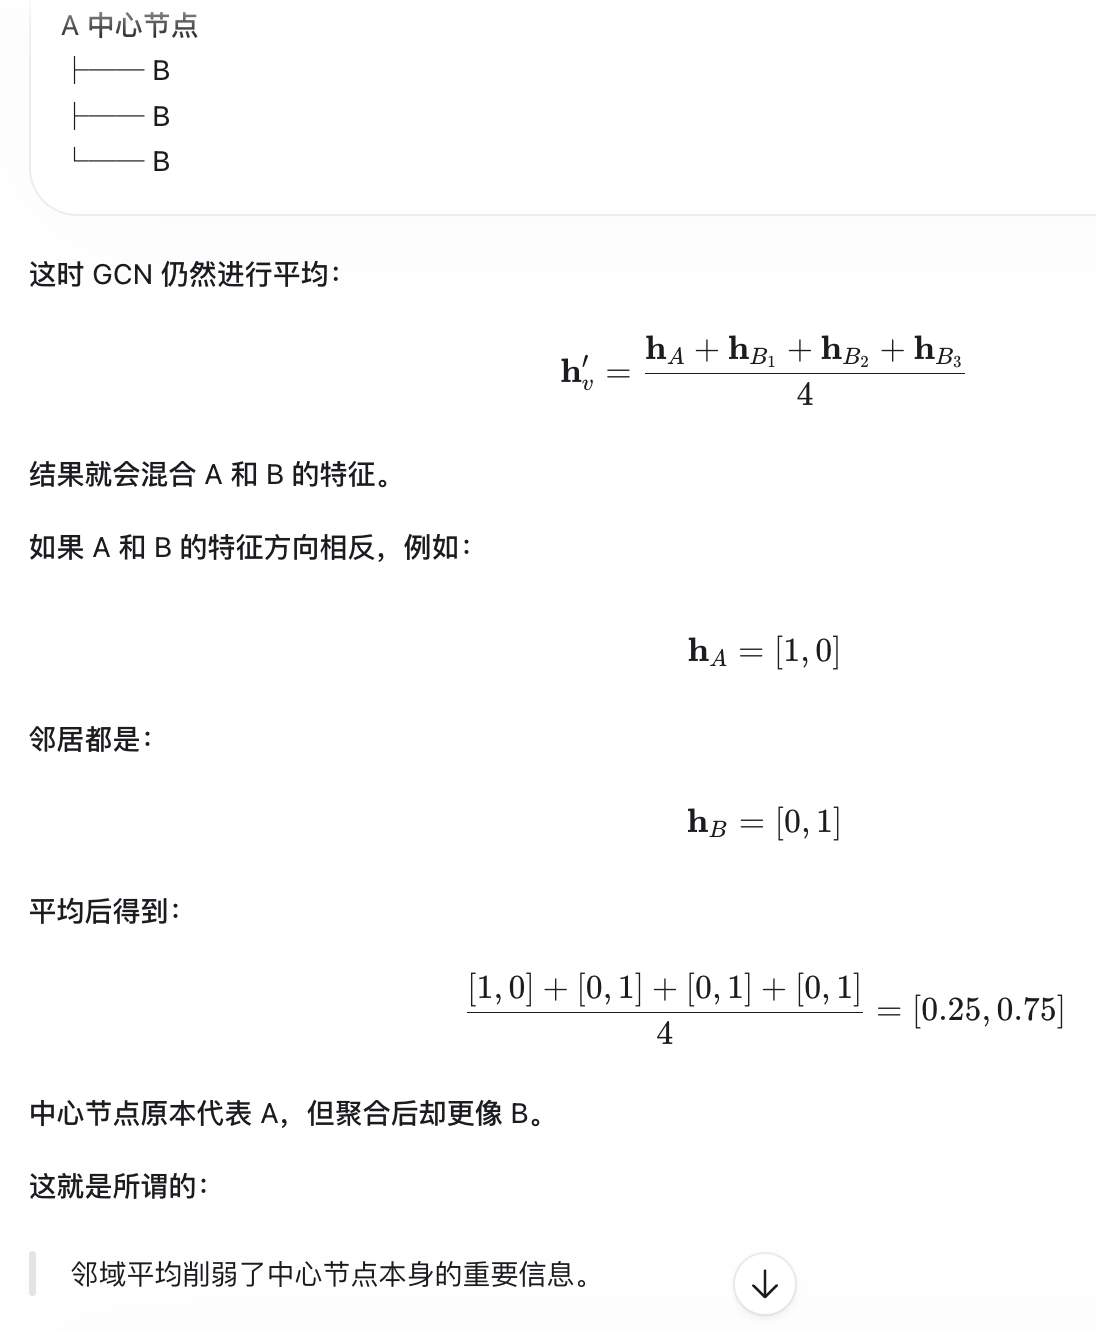 A 中心节点
├── B
├── B
└── B
这时 GCN 仍然进行平均：
h′_v = (h_A + h_{B_1} + h_{B_2} + h_{B_3}) / 4
结果就会混合 A 和 B 的特征。
如果 A 和 B 的特征方向相反，例如：
h_A = [1, 0]
邻居都是：
h_B = [0, 1]
平均后得到：
([1, 0] + [0, 1] + [0, 1] + [0, 1]) / 4 = [0.25, 0.75]
中心节点原本代表 A，但聚合后却更像 B。
这就是所谓的：
邻域平均削弱了中心节点本身的重要信息。